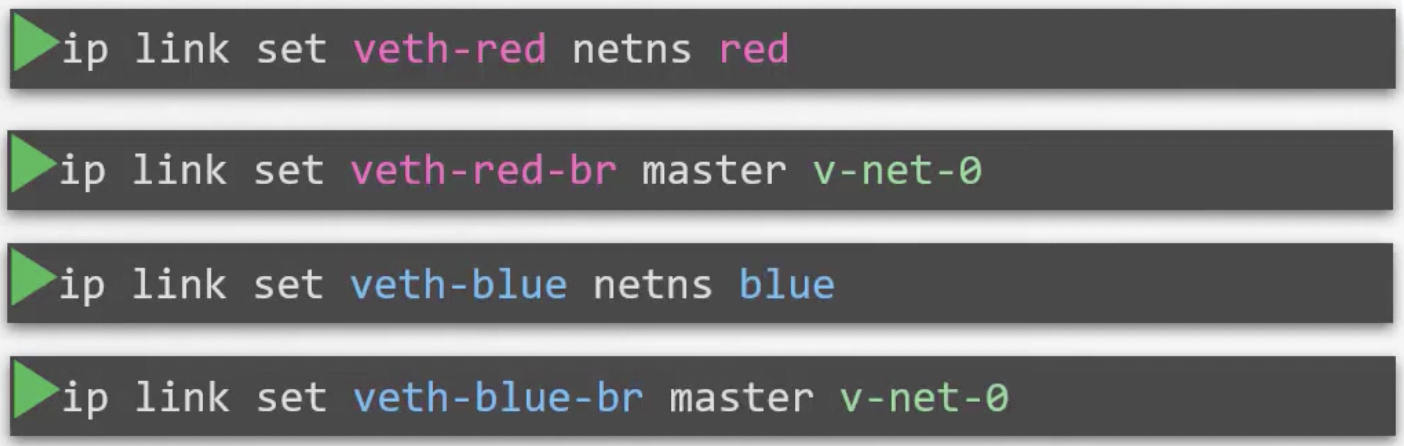 ip link set veth-red netns red
ip link set veth-red-br master v-net-0
ip link set veth-blue netns blue
ip link set veth-blue-br master v-net-0